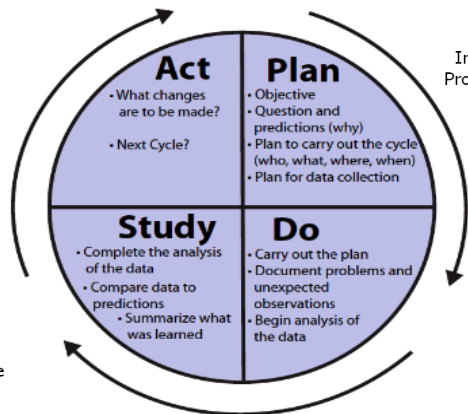 Act
• What changes
are to be made?
• Next Cycle?
Plan
• Objective
• Question and
predictions (why)
• Plan to carry out the cycle
(who, what, where, when)
• Plan for data collection
Study
• Complete the analysis
of the data
• Compare data to
predictions
• Summarize what
was learned
Do
• Carry out the plan
• Document problems and
unexpected
observations
• Begin analysis of
the data